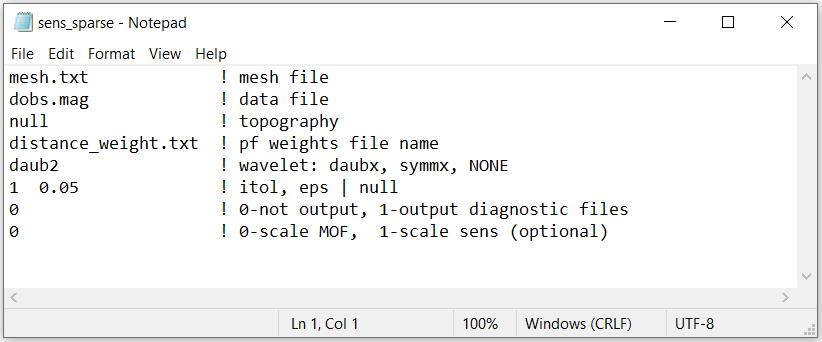 sens_sparse - Notepad
File Edit Format View Help
mesh.txt ! mesh file
dobs.mag ! data file
null ! topography
distance_weight.txt ! pf weights file name
daub2 ! wavelet: daubx, symmx, NONE
1 0.05 ! itol, eps | null
0 ! 0-not output, 1-output diagnostic files
0 ! 0-scale MOF, 1-scale sens (optional)
Ln 1, Col 1 100% Windows (CRLF) UTF-8